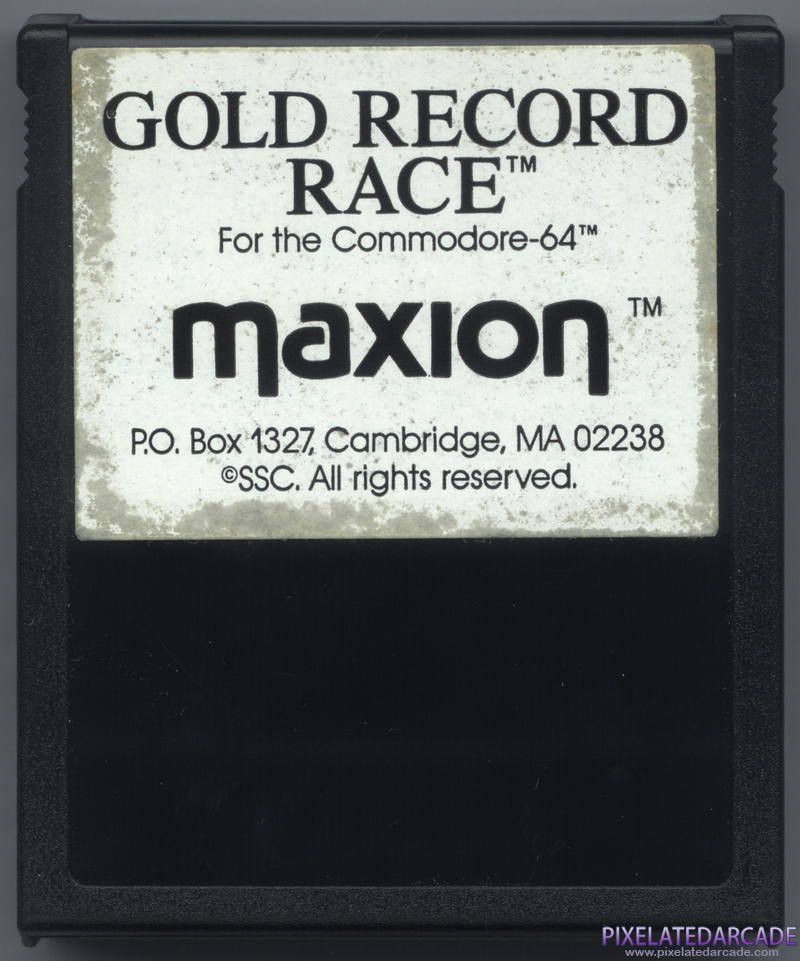 GOLD RECORD
RACE™
For the Commodore-64™
maxion™
P.O. Box 1327, Cambridge, MA 02238
©SSC. All rights reserved.
PIXELATEDARCADE
www.pixelatedarcade.com